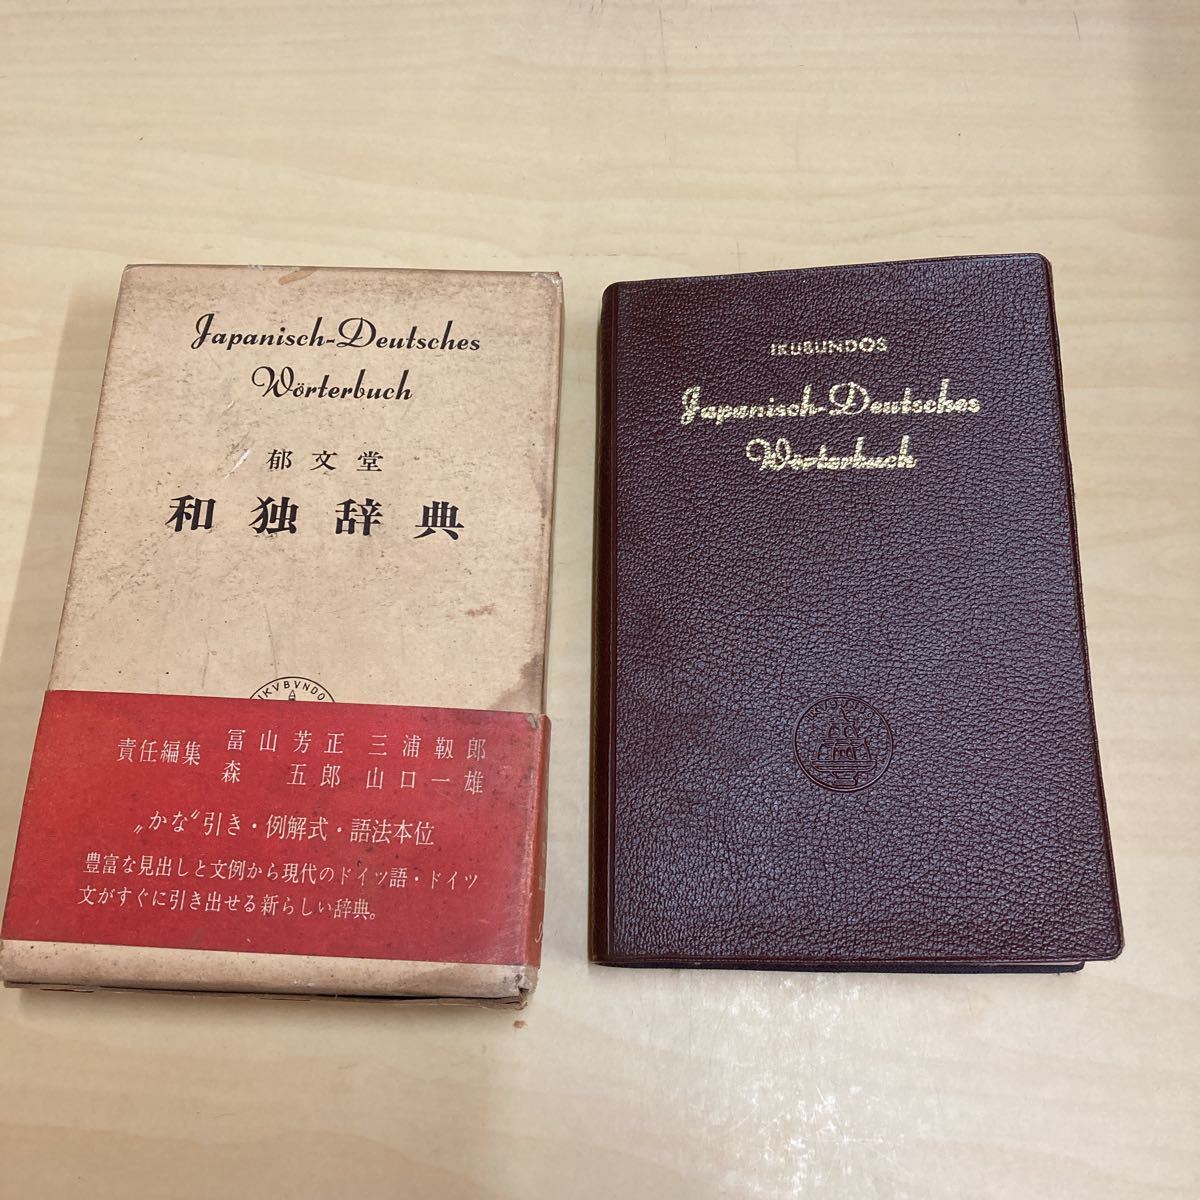 Japanisch-Deutsches
Wörterbuch
郁文堂
和独辞典
IKVBVNDO
責任編集
冨山芳正 三浦靱郎
森 五郎 山口一雄
〝かな〞引き・例解式・語法本位
豊富な見出しと文例から現代のドイツ語・ドイツ
文がすぐに引き出せる新らしい辞典。
IKUBUNDOS
Japanisch-Deutsches
Wörterbuch